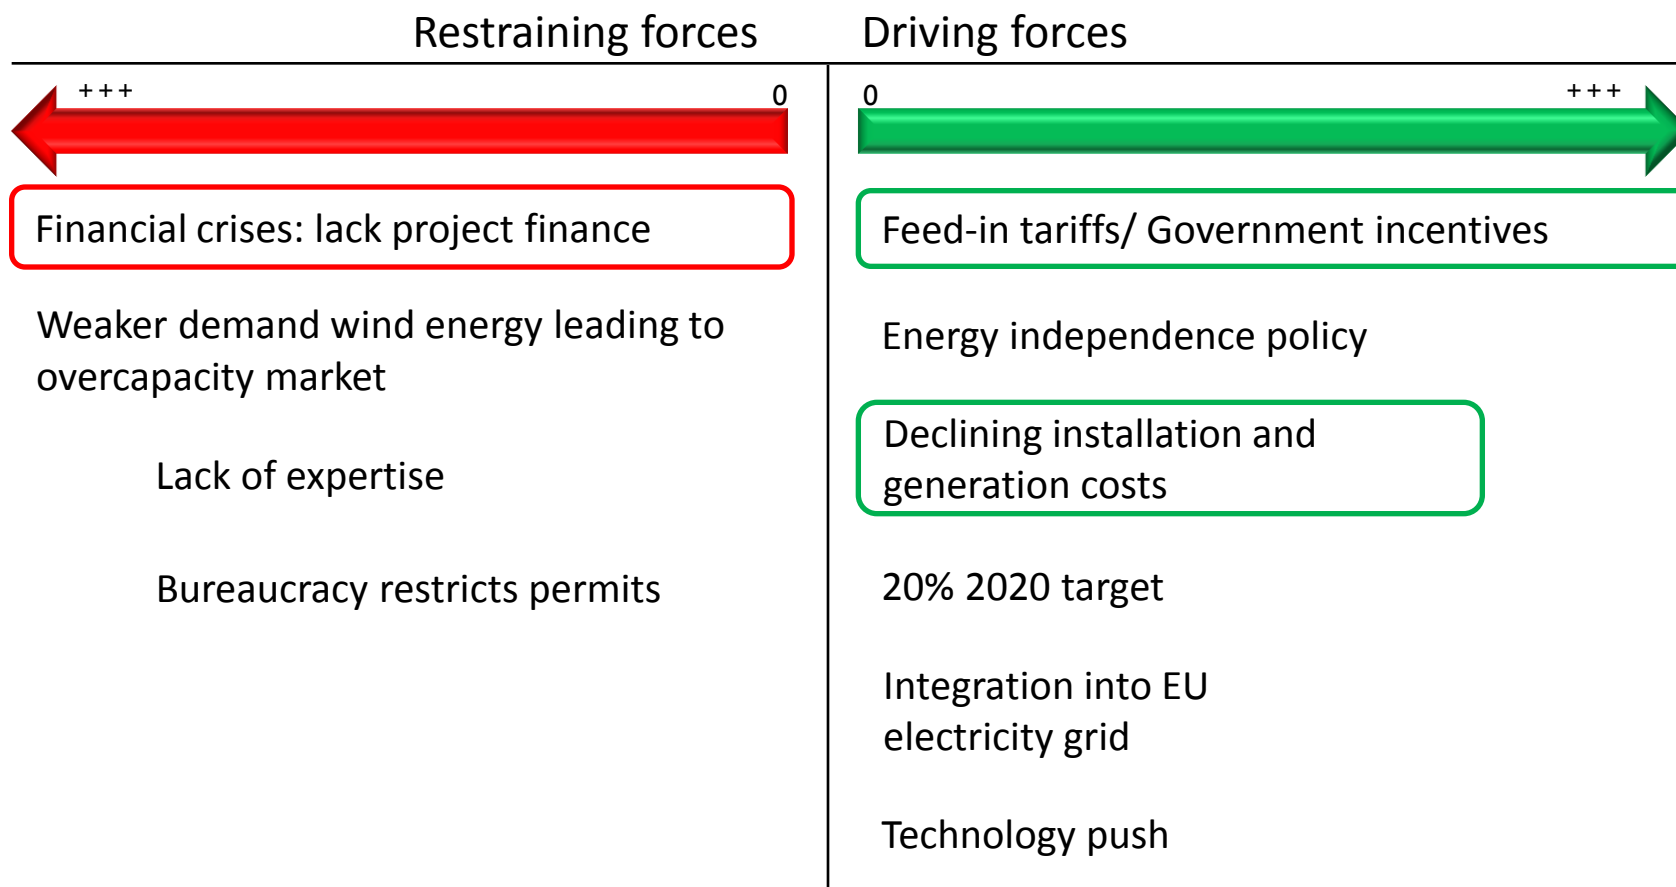 Restraining forces
Driving forces
+++
0
0
+++
Financial crises: lack project finance
Weaker demand wind energy leading to
overcapacity market
Lack of expertise
Bureaucracy restricts permits
Feed-in tariffs/ Government incentives
Energy independence policy
Declining installation and
generation costs
20% 2020 target
Integration into EU
electricity grid
Technology push